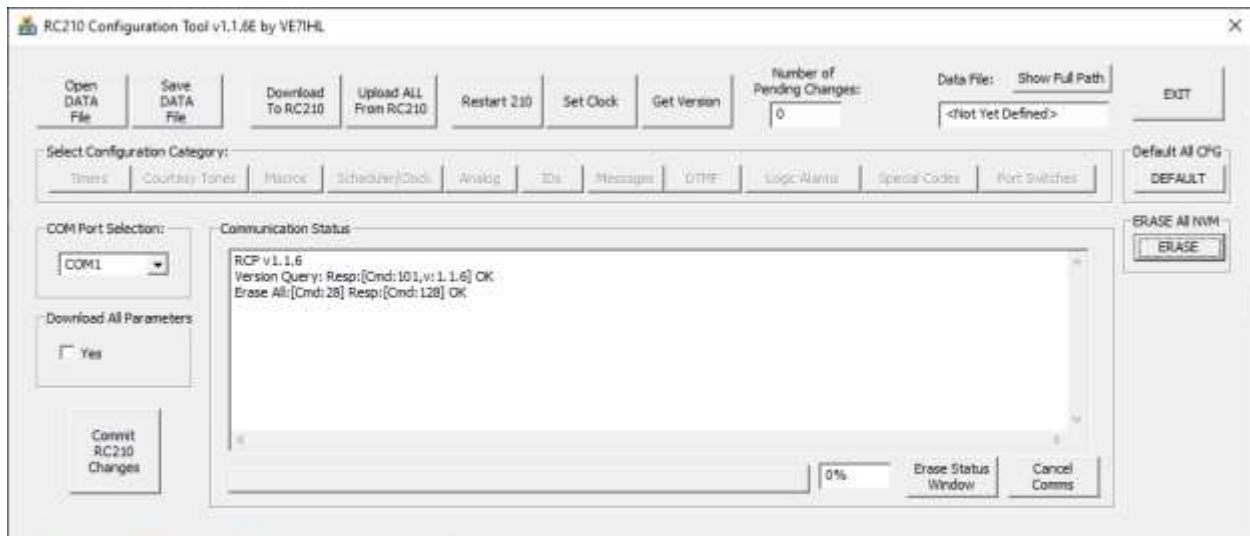 RC210 Configuration Tool v1.1.6E by VE7IHL
Open
DATA
File
Save
DATA
File
Download
To RC210
Upload ALL
From RC210
Restart 210
Set Clock
Get Version
Number of
Pending Changes:
0
Data File:
Show Full Path
<Not Yet Defined>
EXIT
Select Configuration Category:
Timers
Courtesy Tones
Macros
Scheduler/Clock
Analog
IDs
Messages
DTMF
Logic Alarms
Special Codes
Port Switches
Default All CFG
DEFAULT
COM Port Selection:
COM1
Communication Status
RCP v1.1.6
Version Query: Resp:[Cmd:101,v:1.1.6] OK
Erase All:[Cmd:28] Resp:[Cmd:128] OK
ERASE All NVM
ERASE
Download All Parameters
Yes
Commit
RC210
Changes
0%
Erase Status
Window
Cancel
Comms